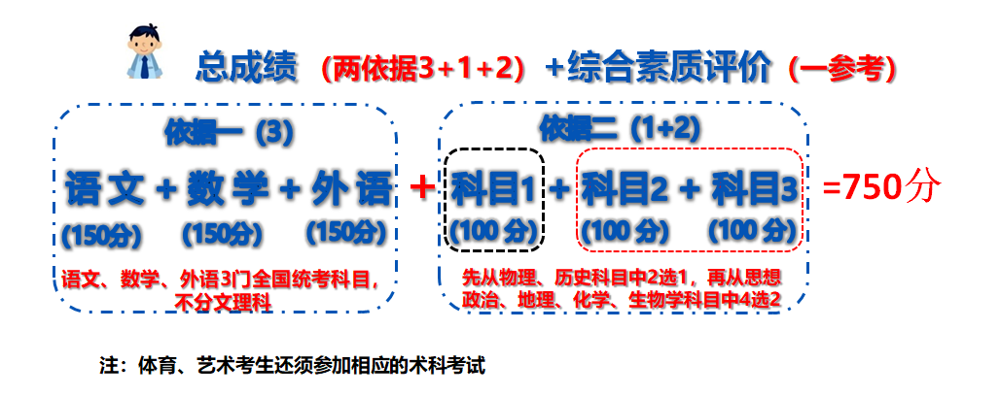 总成绩（两依据3+1+2）+综合素质评价（一参考）
依据一（3）
语文+数学+外语
（150分）（150分）（150分）
语文、数学、外语3门全国统考科目，
不分文理科
+
依据二（1+2）
科目1+科目2+科目3
（100 分）（100 分）（100 分）
先从物理、历史科目中2选1，再从思想
政治、地理、化学、生物学科目中4选2
=750分
注：体育、艺术考生还须参加相应的术科考试